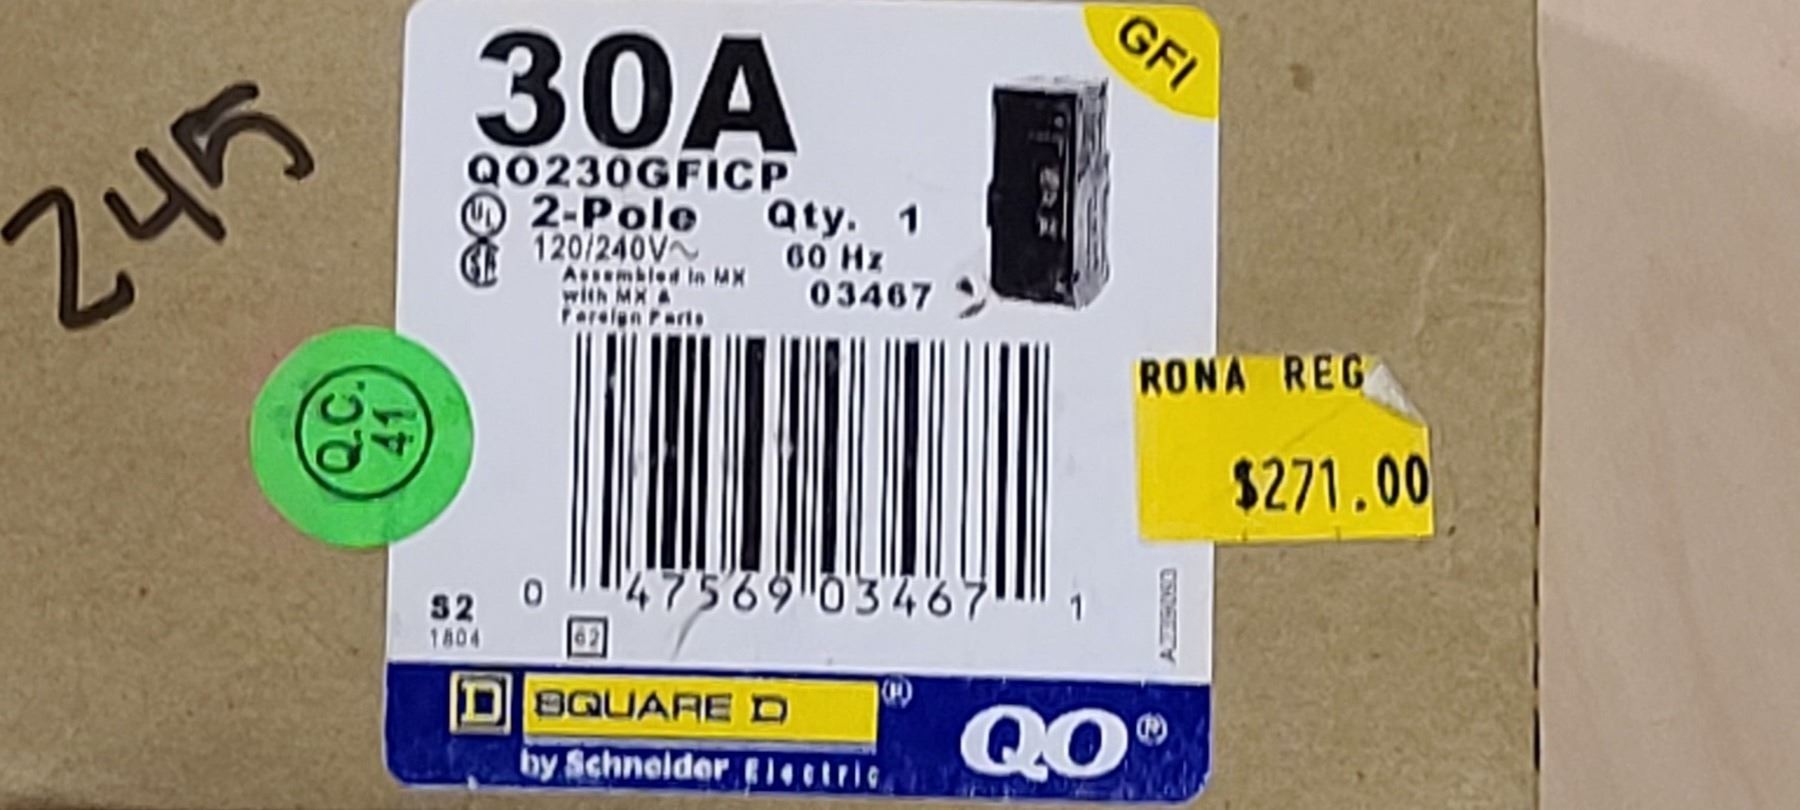 245
30A
GFI
QO230GFICP
UL 2-Pole Qty. 1
120/240V~ 60 Hz
Assembled in MX
with MX &
Foreign Parts
03467
RONA REG
$271.00
Q.C.
41
0 47569 03467 1
S2
1804
62
D SQUARE D®
by Schneider Electric
QO®